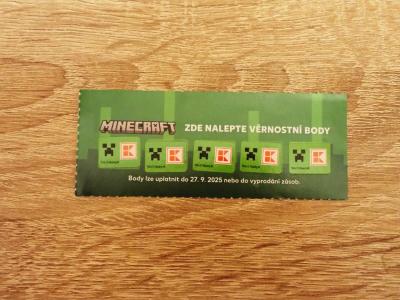 MINECRAFT ZDE NALEPTE VĚRNOSTNÍ BODY
Body lze uplatnit do 27. 9. 2025 nebo do vyprodání zásob.